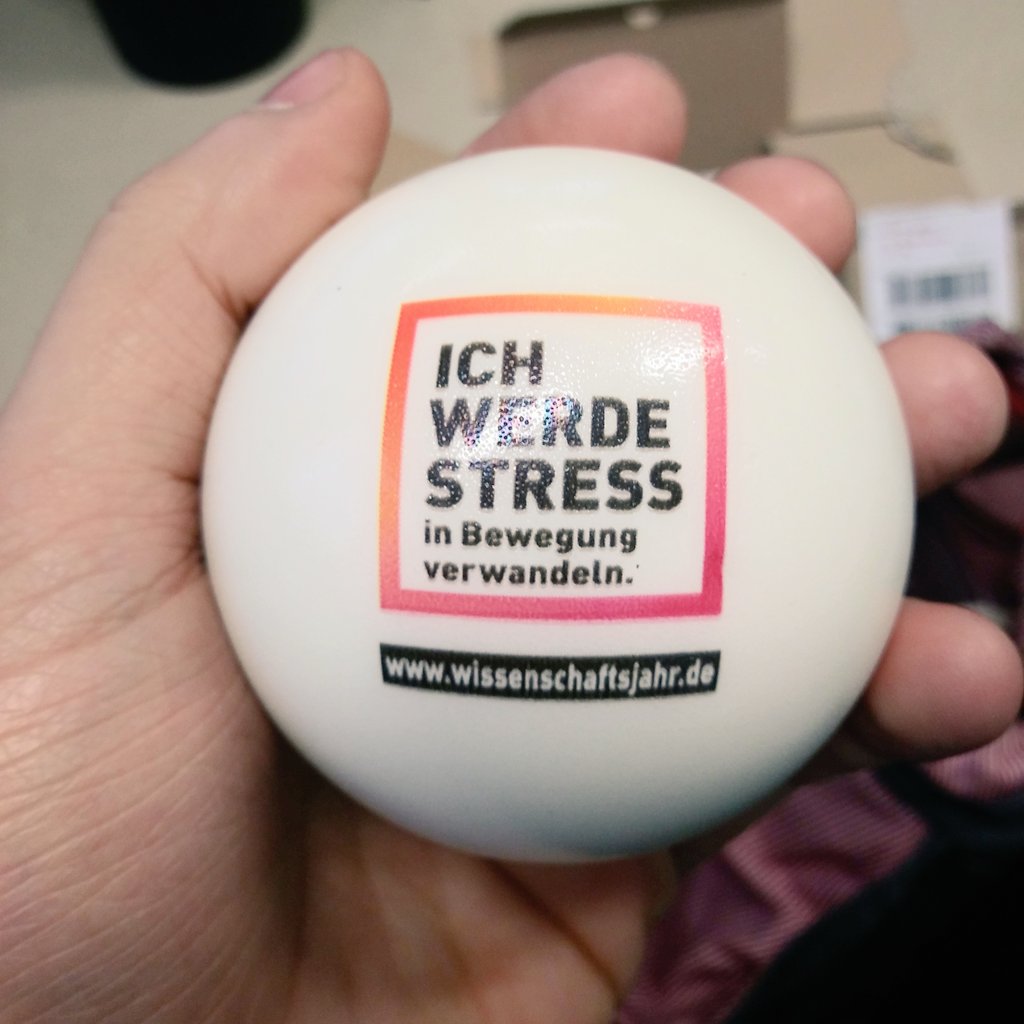 ICH
WERDE
STRESS
in Bewegung
verwandeln.
www.wissenschaftsjahr.de